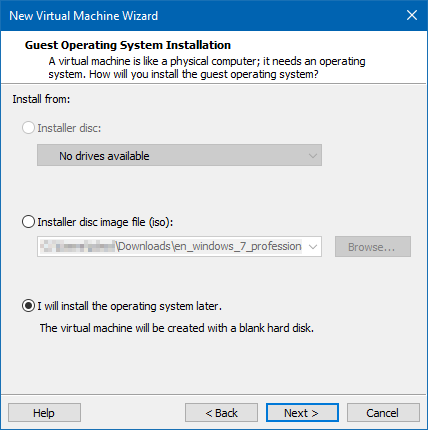 New Virtual Machine Wizard
Guest Operating System Installation
A virtual machine is like a physical computer; it needs an operating
system. How will you install the guest operating system?
Install from:
Installer disc:
No drives available
Installer disc image file (iso):
\Downloads\en_windows_7_profession
Browse...
I will install the operating system later.
The virtual machine will be created with a blank hard disk.
Help
< Back
Next >
Cancel